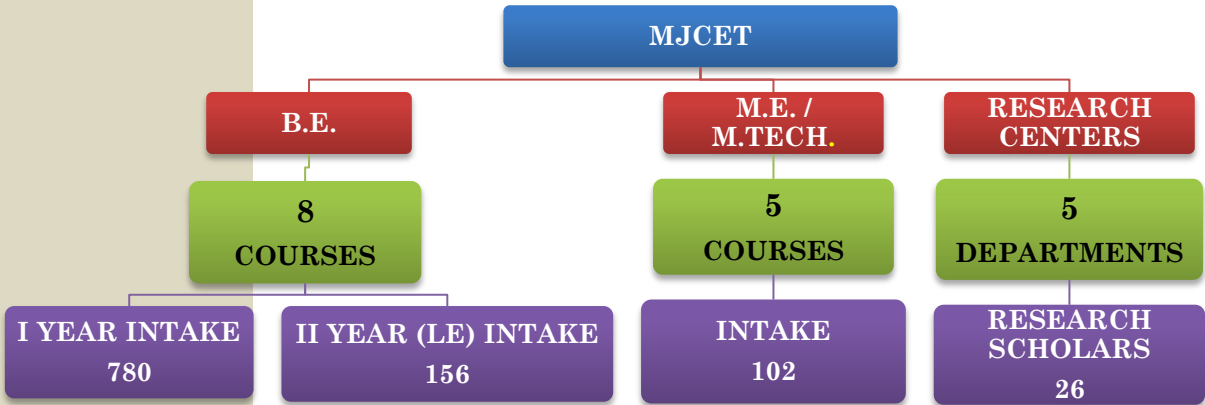 MJCET
B.E.
M.E. /
M.TECH.
RESEARCH
CENTERS
8
COURSES
5
COURSES
5
DEPARTMENTS
I YEAR INTAKE
780
II YEAR (LE) INTAKE
156
INTAKE
102
RESEARCH
SCHOLARS
26